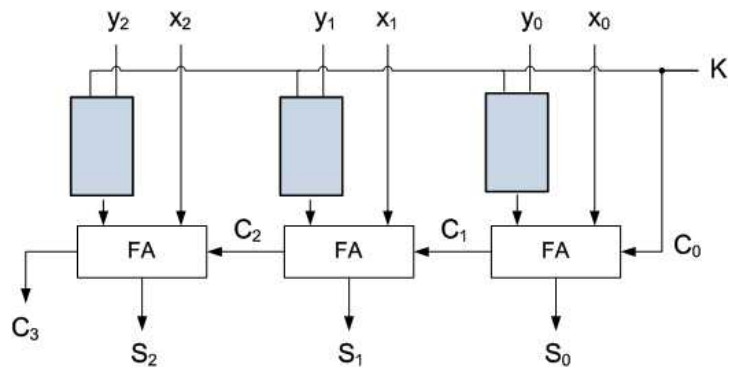 y₂ x₂ y₁ x₁ y₀ x₀
K
C₂ C₁ C₀
FA FA FA
C₃
S₂ S₁ S₀